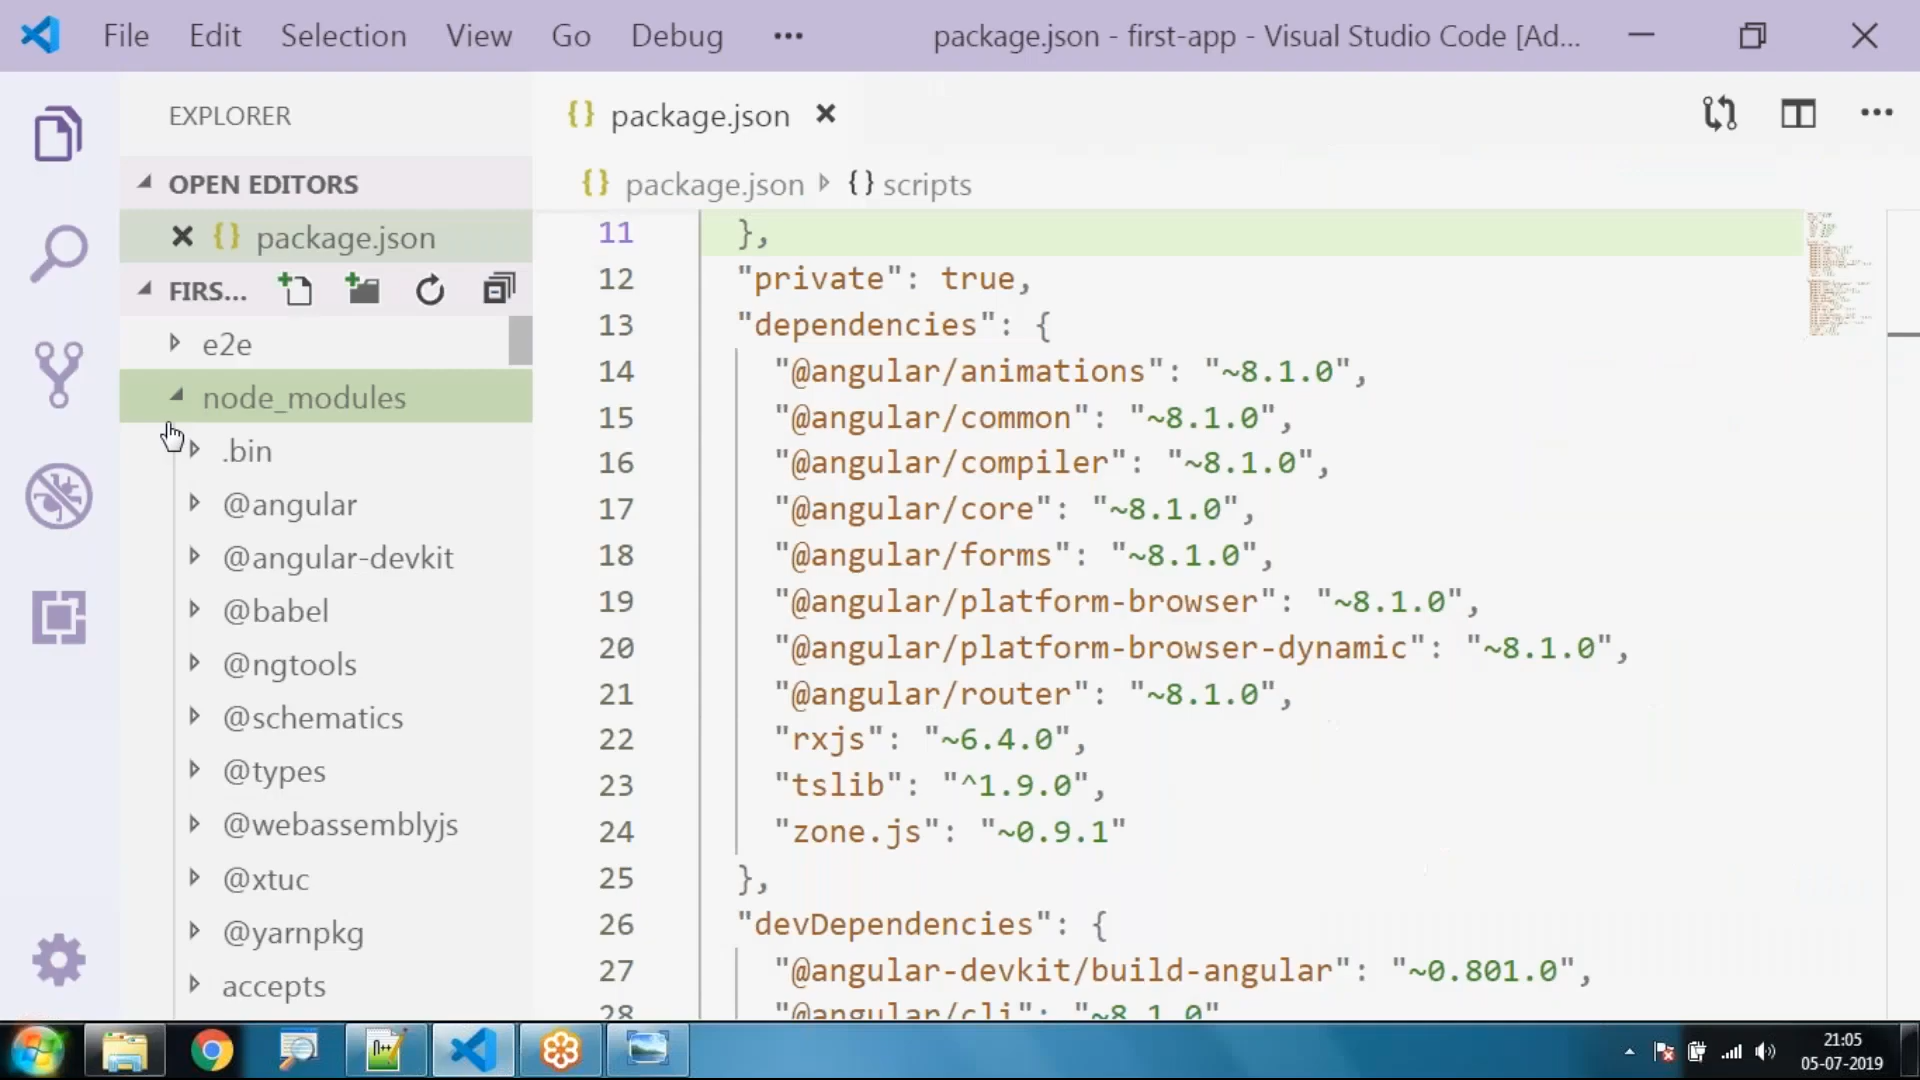 File Edit Selection View Go Debug ••• package.json - first-app - Visual Studio Code [Ad...
EXPLORER
OPEN EDITORS
{} package.json
FIRS...
e2e
node_modules
.bin
@angular
@angular-devkit
@babel
@ngtools
@schematics
@types
@webassemblyjs
@xtuc
@yarnpkg
accepts
{} package.json
{} package.json {} scripts
11 },
12 "private": true,
13 "dependencies": {
14 "@angular/animations": "~8.1.0",
15 "@angular/common": "~8.1.0",
16 "@angular/compiler": "~8.1.0",
17 "@angular/core": "~8.1.0",
18 "@angular/forms": "~8.1.0",
19 "@angular/platform-browser": "~8.1.0",
20 "@angular/platform-browser-dynamic": "~8.1.0",
21 "@angular/router": "~8.1.0",
22 "rxjs": "~6.4.0",
23 "tslib": "^1.9.0",
24 "zone.js": "~0.9.1"
25 },
26 "devDependencies": {
27 "@angular-devkit/build-angular": "~0.801.0",
28 "@angular/cli": "~8.1.0"
n++
21:05
05-07-2019